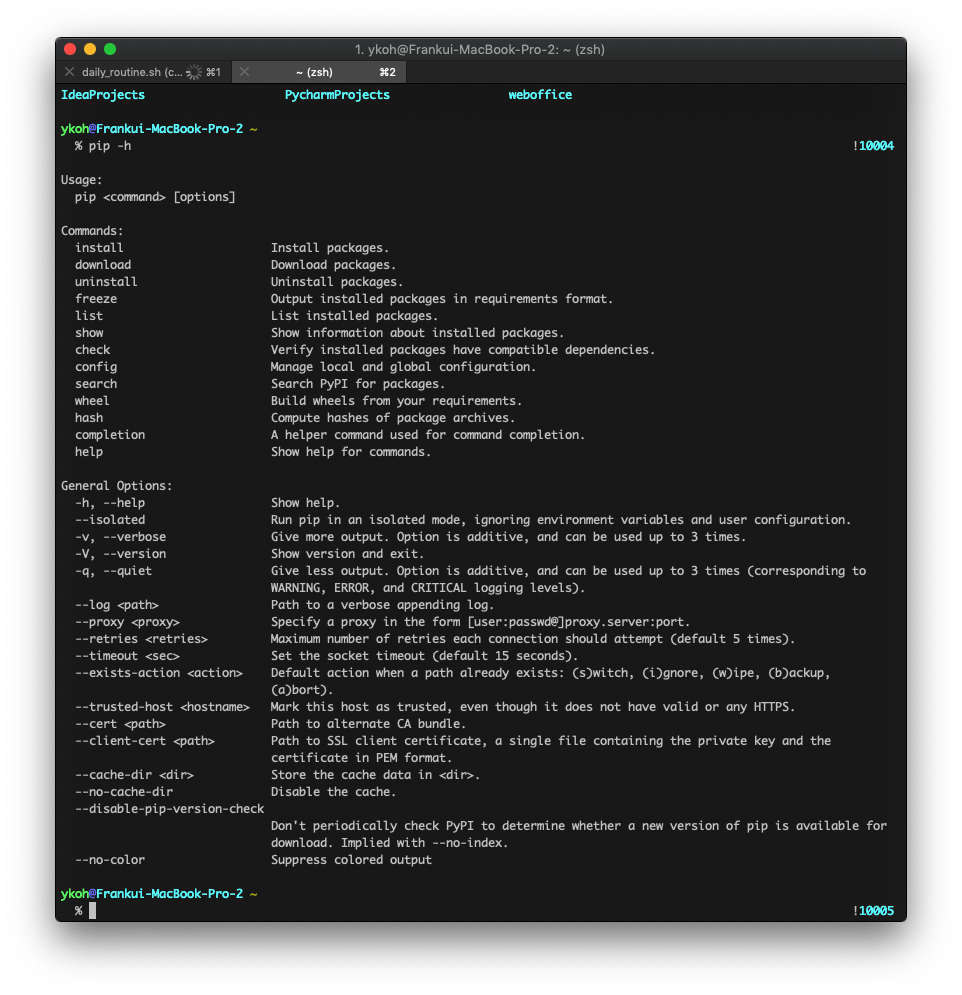 1. ykoh@Frankui-MacBook-Pro-2: ~ (zsh)
daily_routine.sh (c... ⌘1 ~ (zsh) ⌘2
IdeaProjects PycharmProjects weboffice
ykoh@Frankui-MacBook-Pro-2 ~
% pip -h !10004
Usage:
pip <command> [options]
Commands:
install Install packages.
download Download packages.
uninstall Uninstall packages.
freeze Output installed packages in requirements format.
list List installed packages.
show Show information about installed packages.
check Verify installed packages have compatible dependencies.
config Manage local and global configuration.
search Search PyPI for packages.
wheel Build wheels from your requirements.
hash Compute hashes of package archives.
completion A helper command used for command completion.
help Show help for commands.
General Options:
-h, --help Show help.
--isolated Run pip in an isolated mode, ignoring environment variables and user configuration.
-v, --verbose Give more output. Option is additive, and can be used up to 3 times.
-V, --version Show version and exit.
-q, --quiet Give less output. Option is additive, and can be used up to 3 times (corresponding to
WARNING, ERROR, and CRITICAL logging levels).
--log <path> Path to a verbose appending log.
--proxy <proxy> Specify a proxy in the form [user:passwd@]proxy.server:port.
--retries <retries> Maximum number of retries each connection should attempt (default 5 times).
--timeout <sec> Set the socket timeout (default 15 seconds).
--exists-action <action> Default action when a path already exists: (s)witch, (i)gnore, (w)ipe, (b)ackup,
(a)bort).
--trusted-host <hostname> Mark this host as trusted, even though it does not have valid or any HTTPS.
--cert <path> Path to alternate CA bundle.
--client-cert <path> Path to SSL client certificate, a single file containing the private key and the
certificate in PEM format.
--cache-dir <dir> Store the cache data in <dir>.
--no-cache-dir Disable the cache.
--disable-pip-version-check
Don't periodically check PyPI to determine whether a new version of pip is available for
download. Implied with --no-index.
--no-color Suppress colored output
ykoh@Frankui-MacBook-Pro-2 ~
% !10005